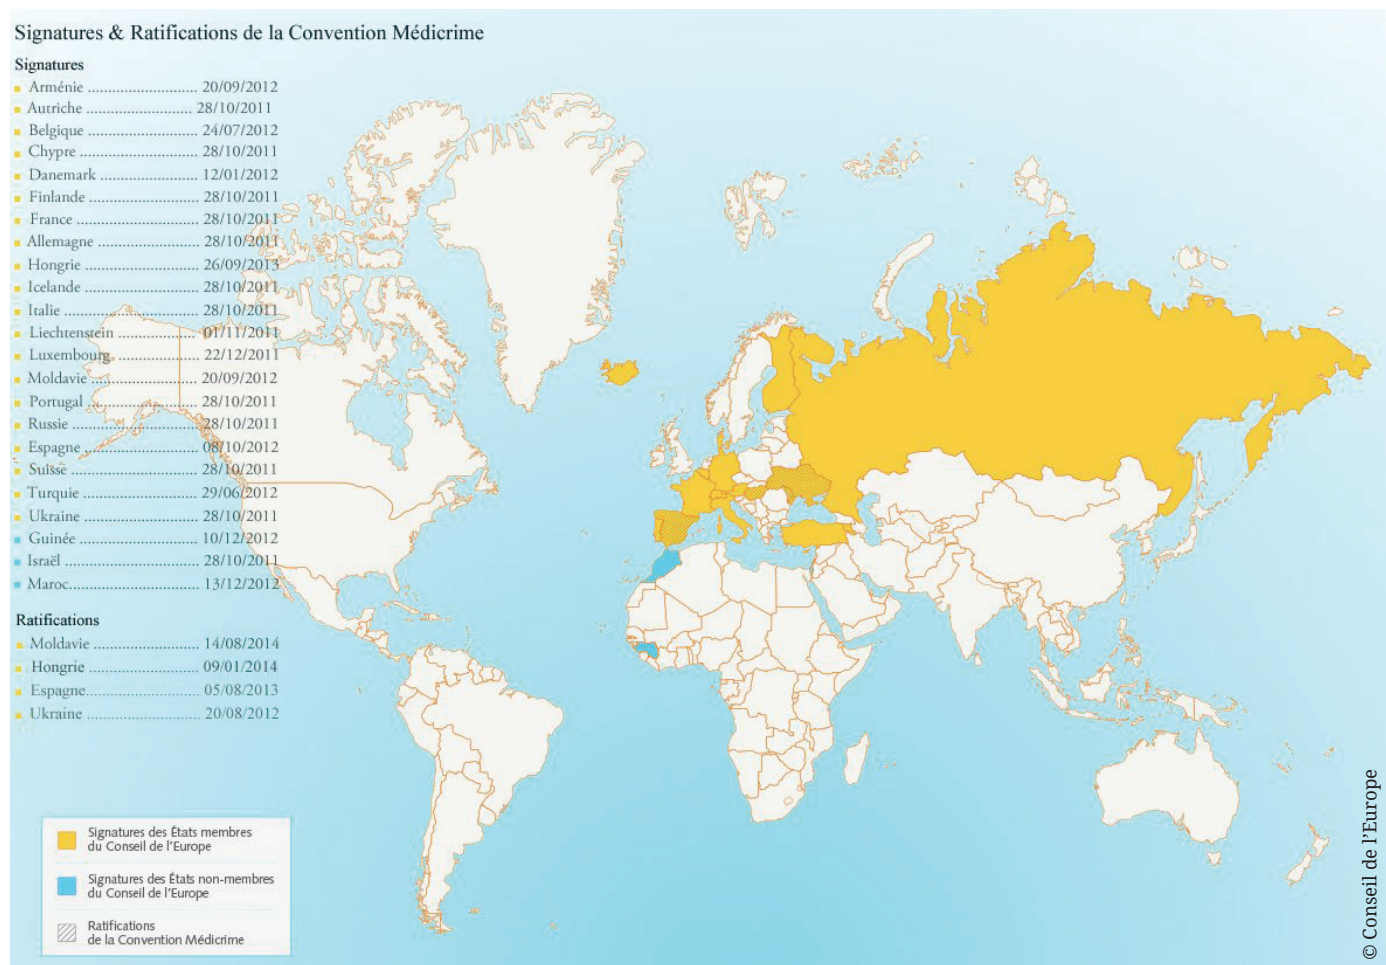 Signatures & Ratifications de la Convention Médicrime
Signatures
Arménie ........................... 20/09/2012
Autriche .......................... 28/10/2011
Belgique ........................... 24/07/2012
Chypre ............................. 28/10/2011
Danemark ........................ 12/01/2012
Finlande ........................... 28/10/2011
France .............................. 28/10/2011
Allemagne ......................... 28/10/2011
Hongrie ............................ 26/09/2013
Icelande ............................ 28/10/2011
Italie ................................. 28/10/2011
Liechtenstein ................... 01/11/2011
Luxembourg..................... 22/12/2011
Moldavie .......................... 20/09/2012
Portugal ........................... 28/10/2011
Russie ............................... 28/10/2011
Espagne ............................ 08/10/2012
Suisse ............................... 28/10/2011
Turquie ............................ 29/06/2012
Ukraine ............................ 28/10/2011
Guinée ............................. 10/12/2012
Israël ................................. 28/10/2011
Maroc................................ 13/12/2012
Ratifications
Moldavie .......................... 14/08/2014
Hongrie ........................... 09/01/2014
Espagne............................ 05/08/2013
Ukraine ............................ 20/08/2012
Signatures des États membres
du Conseil de l'Europe
Signatures des États non-membres
du Conseil de l'Europe
Ratifications
de la Convention Médicrime
© Conseil de l'Europe